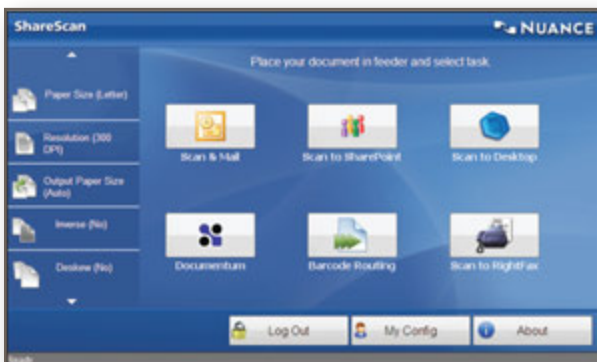 ShareScan
NUANCE
Place your document in feeder and select task.
Paper Size (Letter)
Resolution (300
DPI)
Output Paper Size
(Auto)
Inverse (No)
Deskew (No)
Scan & Mail
Scan to SharePoint
Scan to Desktop
Documentum
Barcode Routing
Scan to RightFax
Log Out
My Config
About
Ready